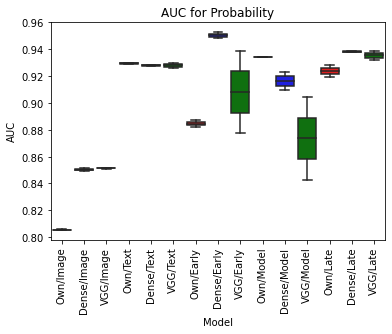 AUC for Probability
0.96
0.94
0.92
0.90
0.88
0.86
0.84
0.82
0.80
AUC
Own/Image
Dense/Image
VGG/Image
Own/Text
Dense/Text
VGG/Text
Own/Early
Dense/Early
VGG/Early
Own/Model
Dense/Model
VGG/Model
Own/Late
Dense/Late
VGG/Late
Model